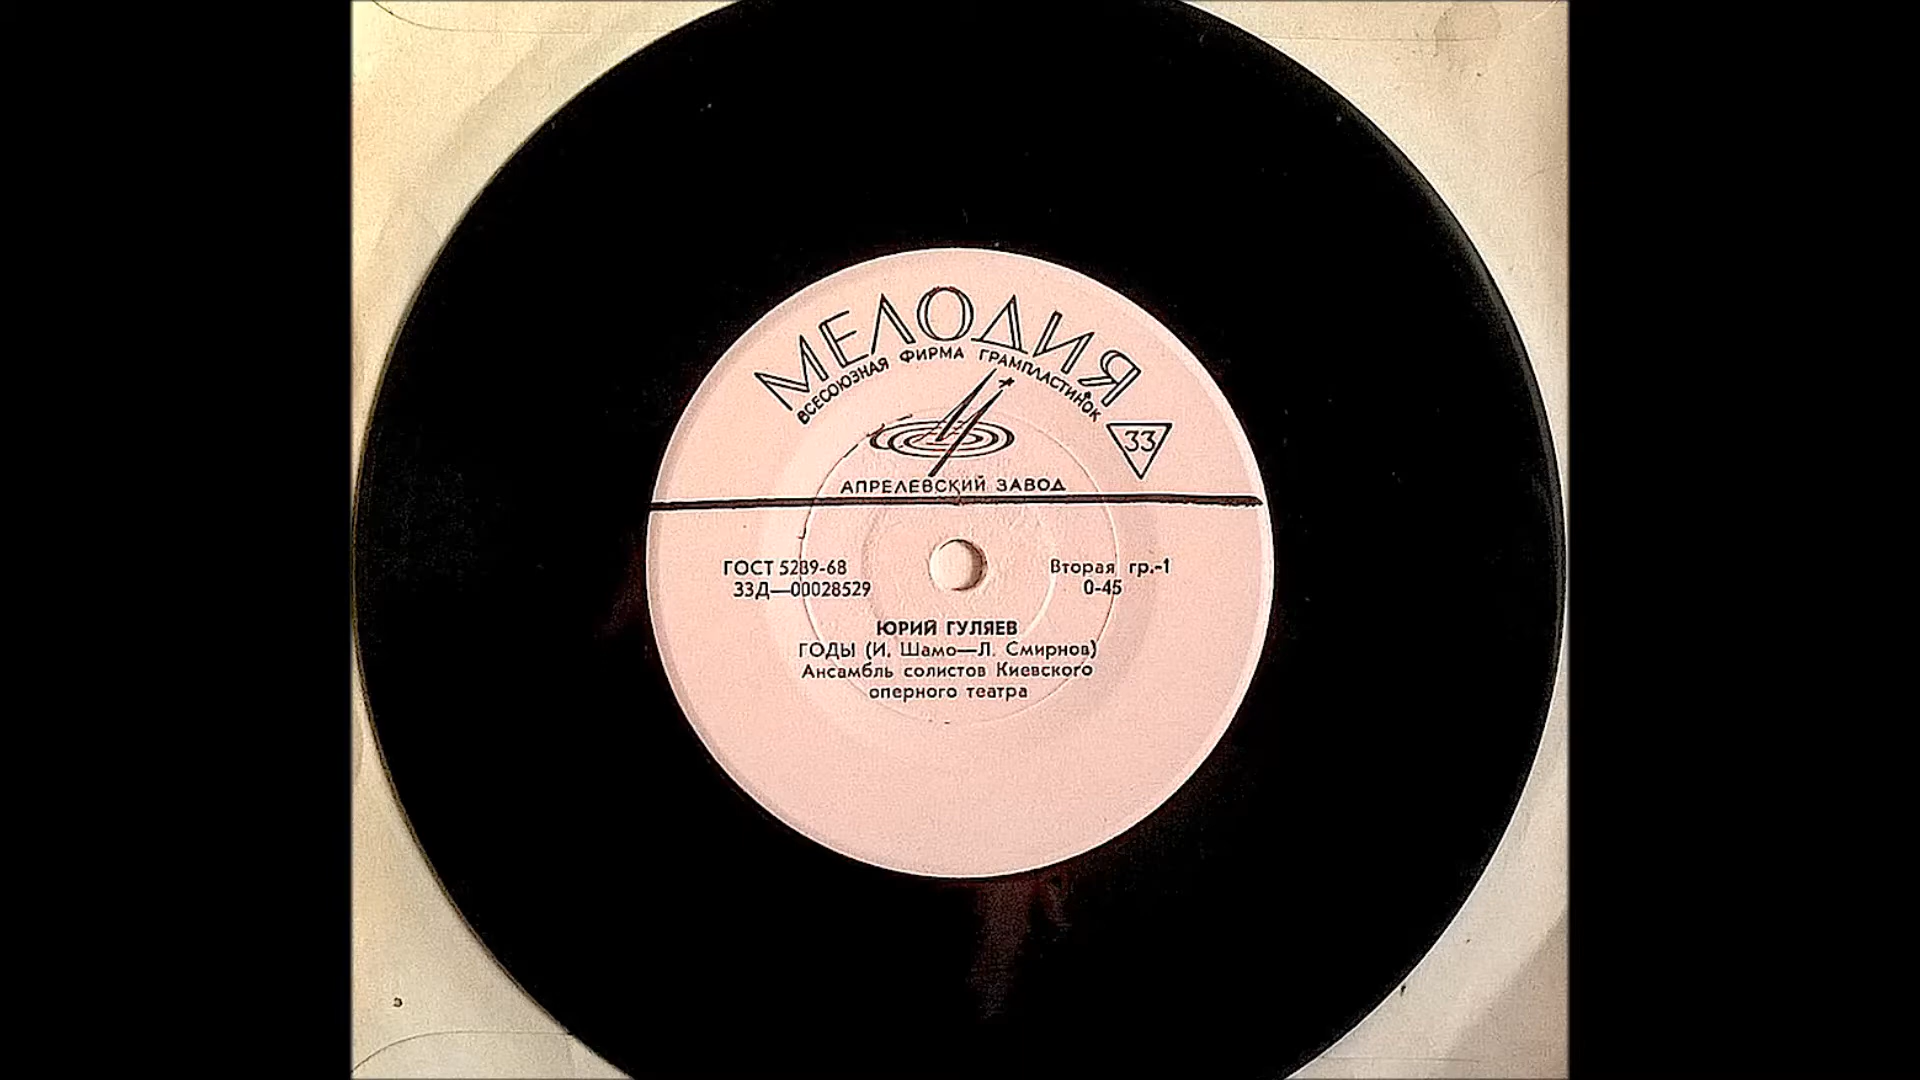 МЕЛОДИЯ
ВСЕСОЮЗНАЯ ФИРМА ГРАМПЛАСТИНОК
33
АПРЕЛЕВСКИЙ ЗАВОД
ГОСТ 5289-68
33Д—00028529
Вторая гр.-1
0-45
ЮРИЙ ГУЛЯЕВ
ГОДЫ (И. Шамо—Л. Смирнов)
Ансамбль солистов Киевского
оперного театра